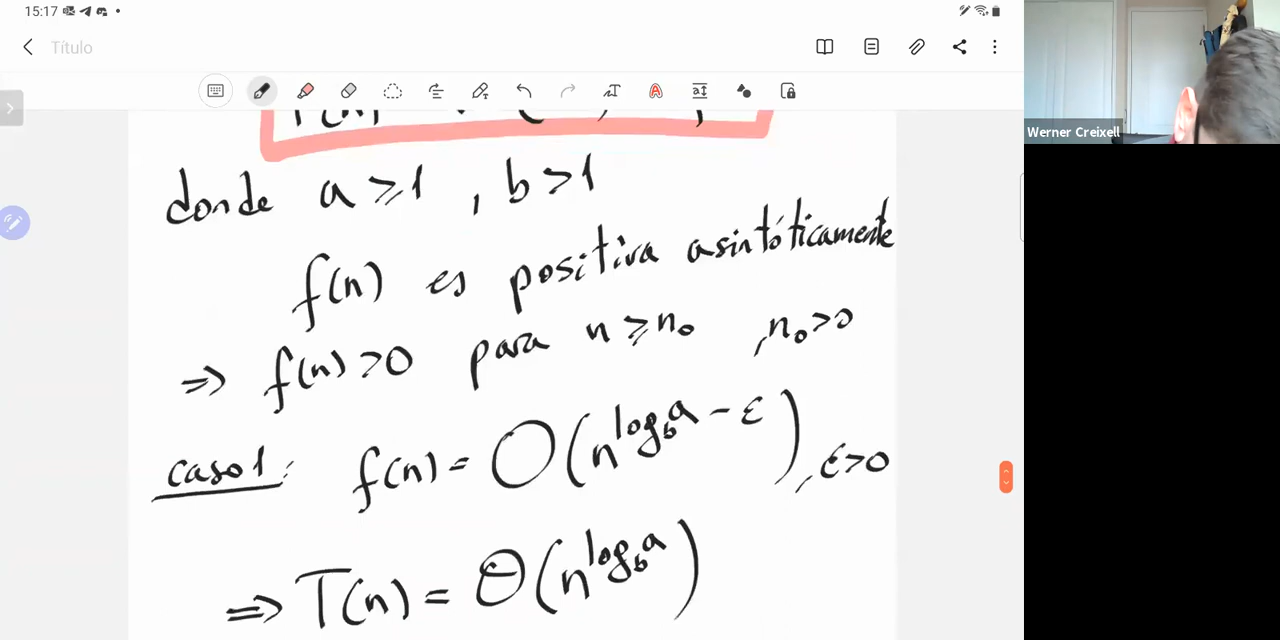 15:17
Título
T(n)
donde a ≥ 1 , b > 1
f(n) es positiva asintóticamente
⇒ f(n) > 0 para n ≥ n₀ , n₀ > 0
caso 1: f(n) = O(n^{log_b a - ε}) , ε > 0
⇒ T(n) = Θ(n^{log_b a})
Werner Creixell